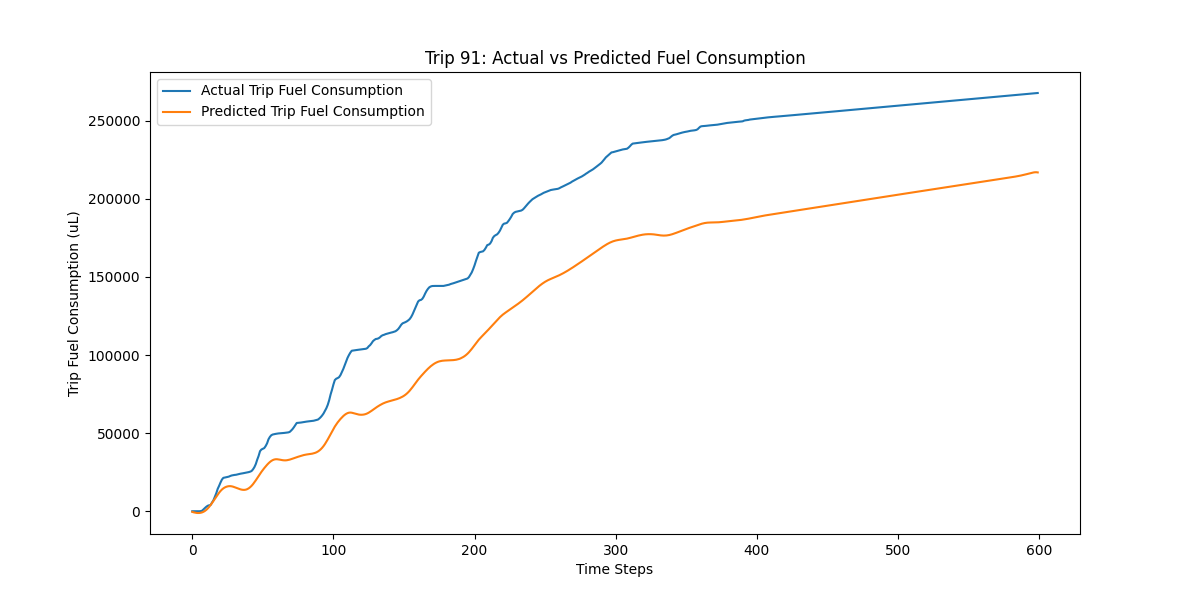 Trip 91: Actual vs Predicted Fuel Consumption
Actual Trip Fuel Consumption
Predicted Trip Fuel Consumption
Trip Fuel Consumption (uL)
250000
200000
150000
100000
50000
0
0 100 200 300 400 500 600
Time Steps